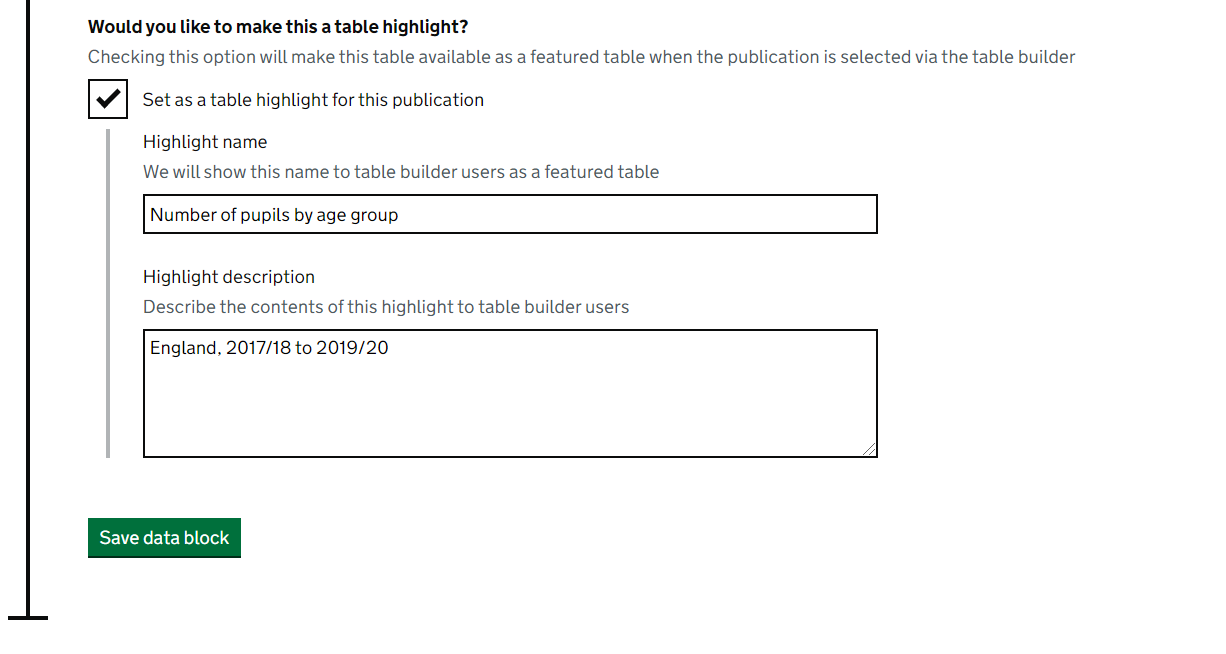 Would you like to make this a table highlight?
Checking this option will make this table available as a featured table when the publication is selected via the table builder
Set as a table highlight for this publication
Highlight name
We will show this name to table builder users as a featured table
Number of pupils by age group
Highlight description
Describe the contents of this highlight to table builder users
England, 2017/18 to 2019/20
Save data block